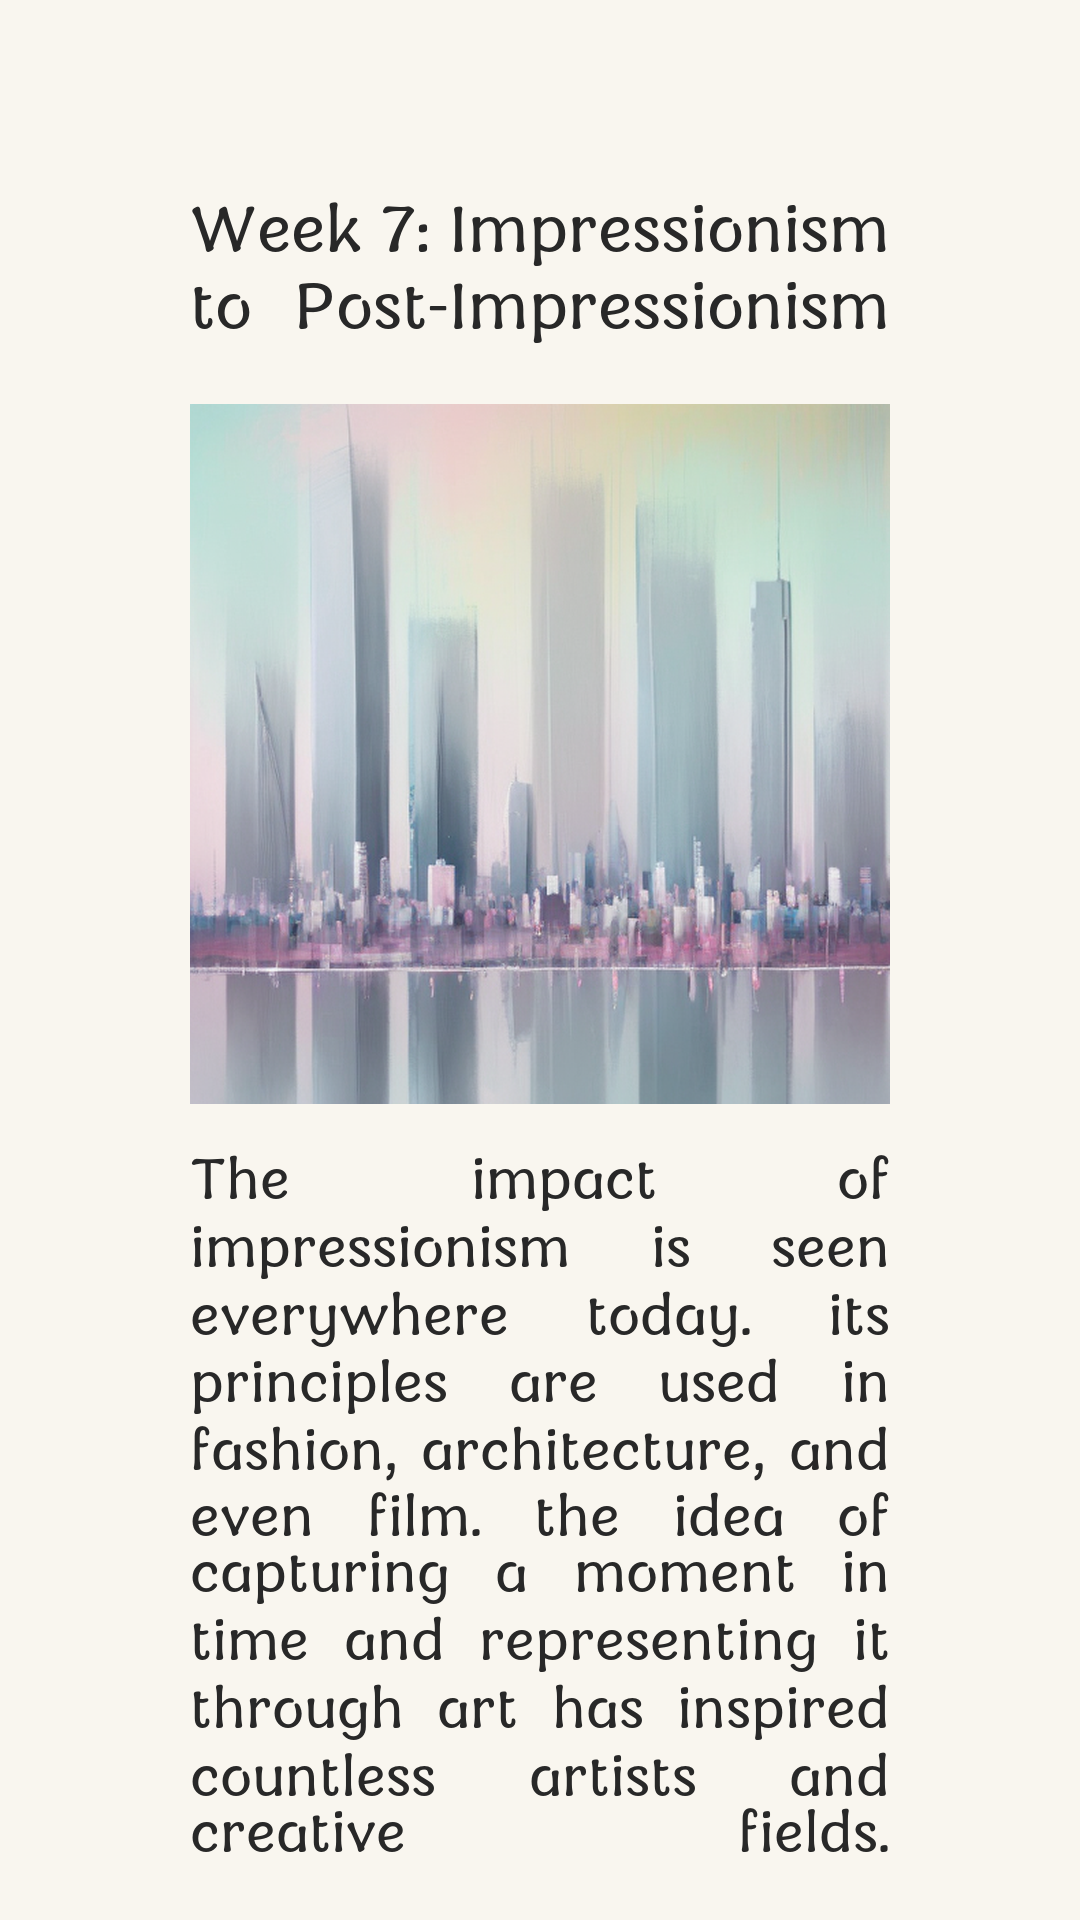 Week 7: Impressionism
to Post-Impressionism
The impact of
impressionism is seen
everywhere today. its
principles are used in
fashion, architecture, and
even film. the idea of
capturing a moment in
time and representing it
through art has inspired
countless artists and
creative fields.